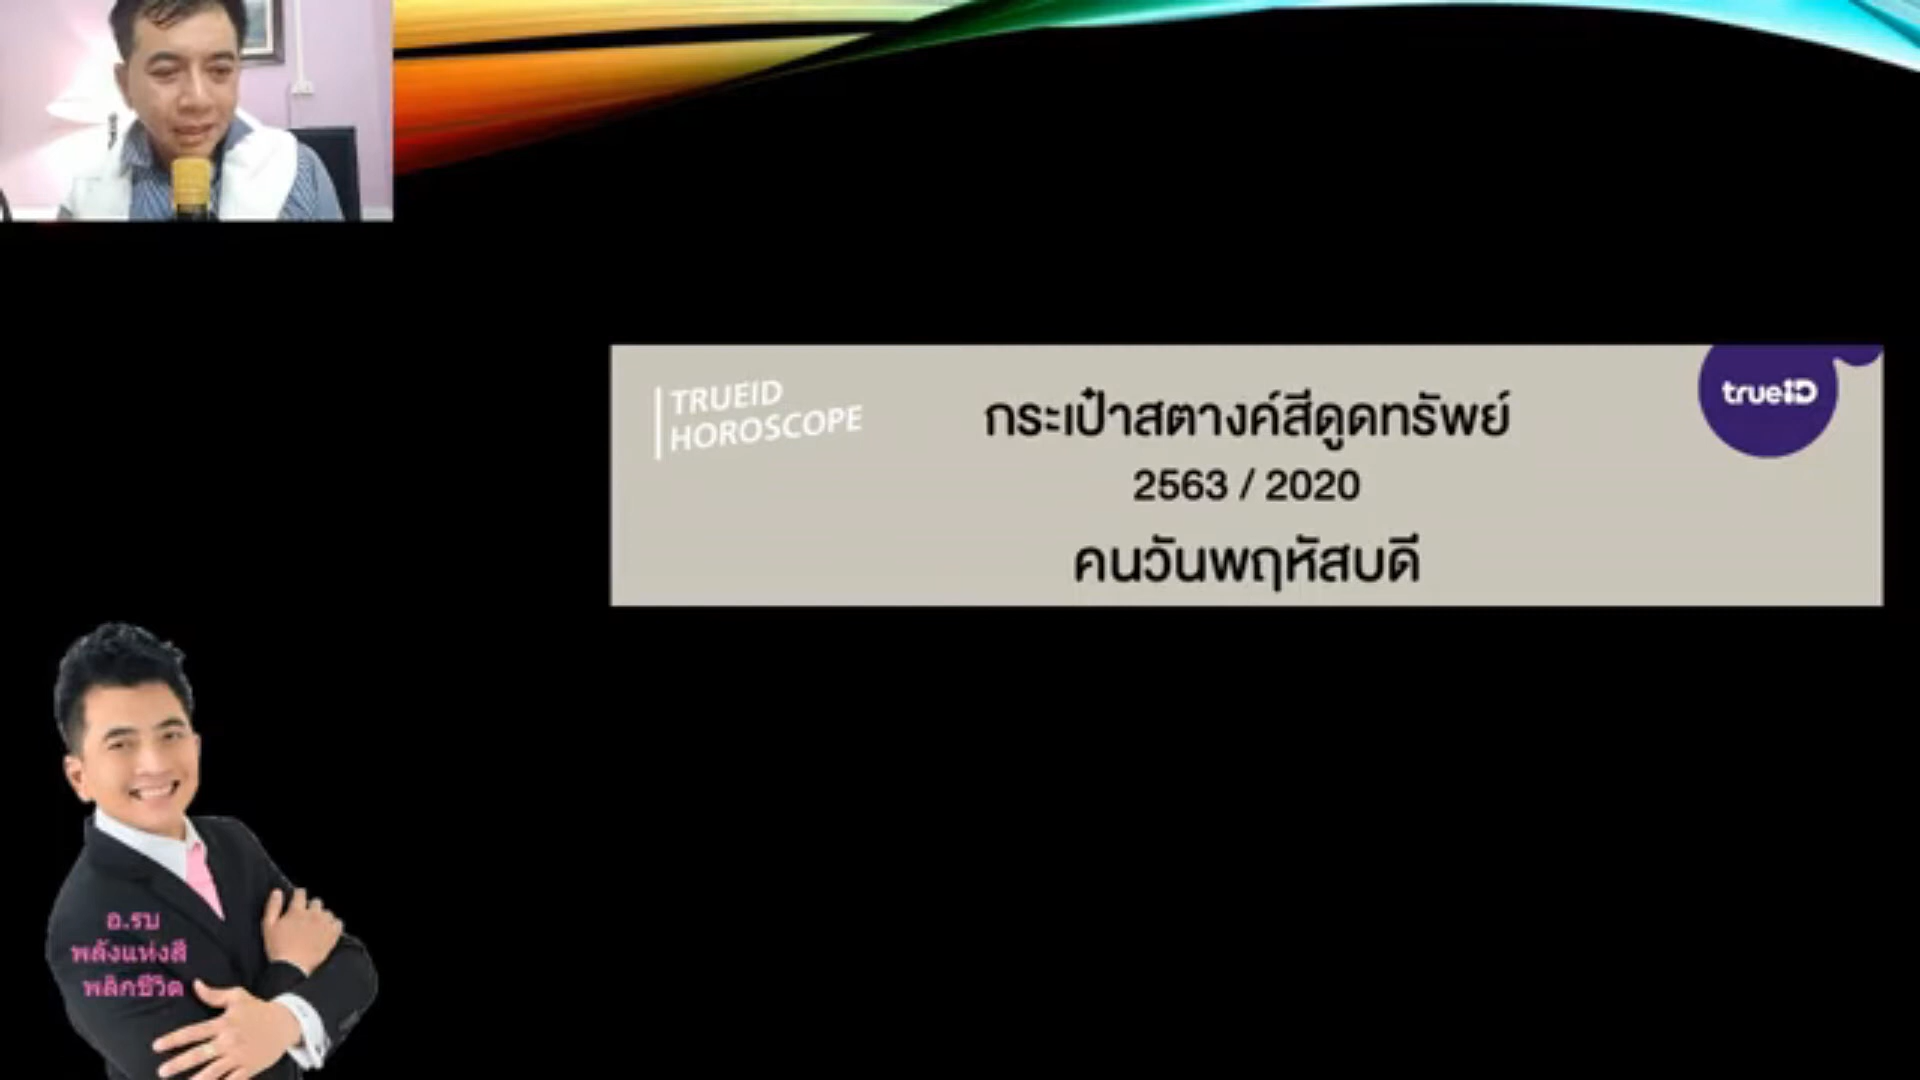 TRUEID
HOROSCOPE
กระเป๋าสตางค์สีดูดทรัพย์
trueID
2563 / 2020
คนวันพฤหัสบดี
อ.รบ
พลังแห่งสี
พลิกชีวิต